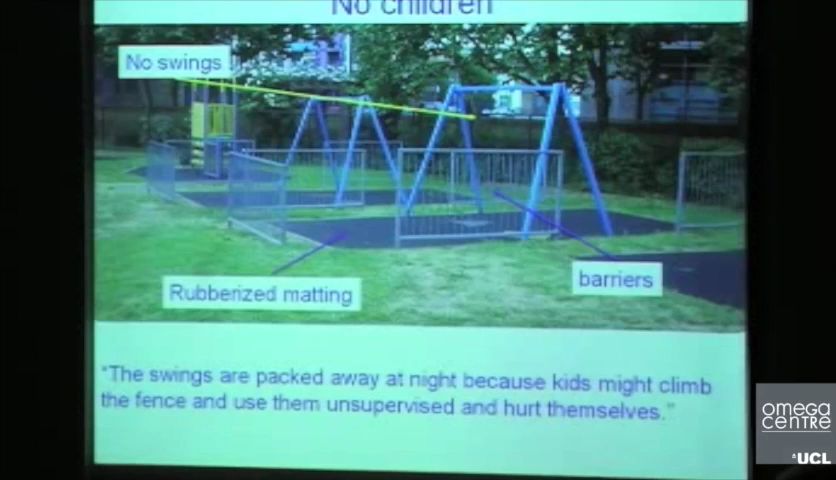 No children
No swings
Rubberized matting
barriers
"The swings are packed away at night because kids might climb
the fence and use them unsupervised and hurt themselves."
omega
centre
UCL